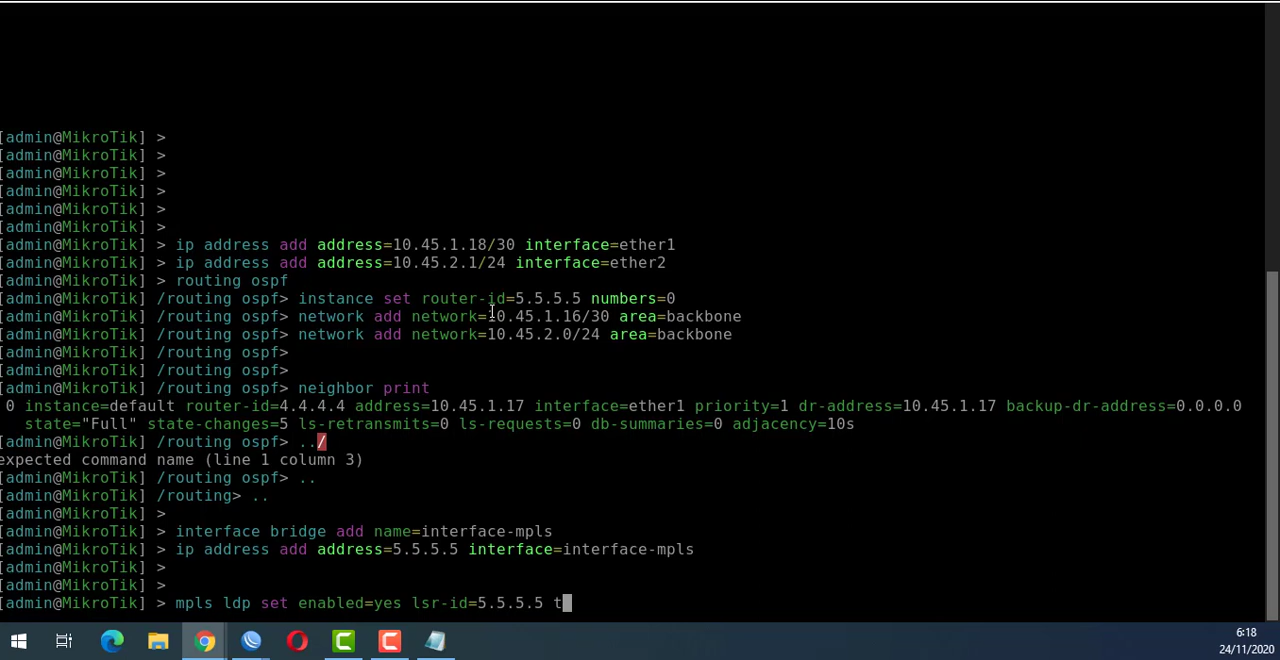 [admin@MikroTik] >
[admin@MikroTik] >
[admin@MikroTik] >
[admin@MikroTik] >
[admin@MikroTik] >
[admin@MikroTik] >
[admin@MikroTik] > ip address add address=10.45.1.18/30 interface=ether1
[admin@MikroTik] > ip address add address=10.45.2.1/24 interface=ether2
[admin@MikroTik] > routing ospf
[admin@MikroTik] /routing ospf> instance set router-id=5.5.5.5 numbers=0
[admin@MikroTik] /routing ospf> network add network=10.45.1.16/30 area=backbone
[admin@MikroTik] /routing ospf> network add network=10.45.2.0/24 area=backbone
[admin@MikroTik] /routing ospf>
[admin@MikroTik] /routing ospf>
[admin@MikroTik] /routing ospf> neighbor print
0 instance=default router-id=4.4.4.4 address=10.45.1.17 interface=ether1 priority=1 dr-address=10.45.1.17 backup-dr-address=0.0.0.0
state="Full" state-changes=5 ls-retransmits=0 ls-requests=0 db-summaries=0 adjacency=10s
[admin@MikroTik] /routing ospf> ../
expected command name (line 1 column 3)
[admin@MikroTik] /routing ospf> ..
[admin@MikroTik] /routing> ..
[admin@MikroTik] >
[admin@MikroTik] > interface bridge add name=interface-mpls
[admin@MikroTik] > ip address add address=5.5.5.5 interface=interface-mpls
[admin@MikroTik] >
[admin@MikroTik] >
[admin@MikroTik] > mpls ldp set enabled=yes lsr-id=5.5.5.5 t
6:18
24/11/2020